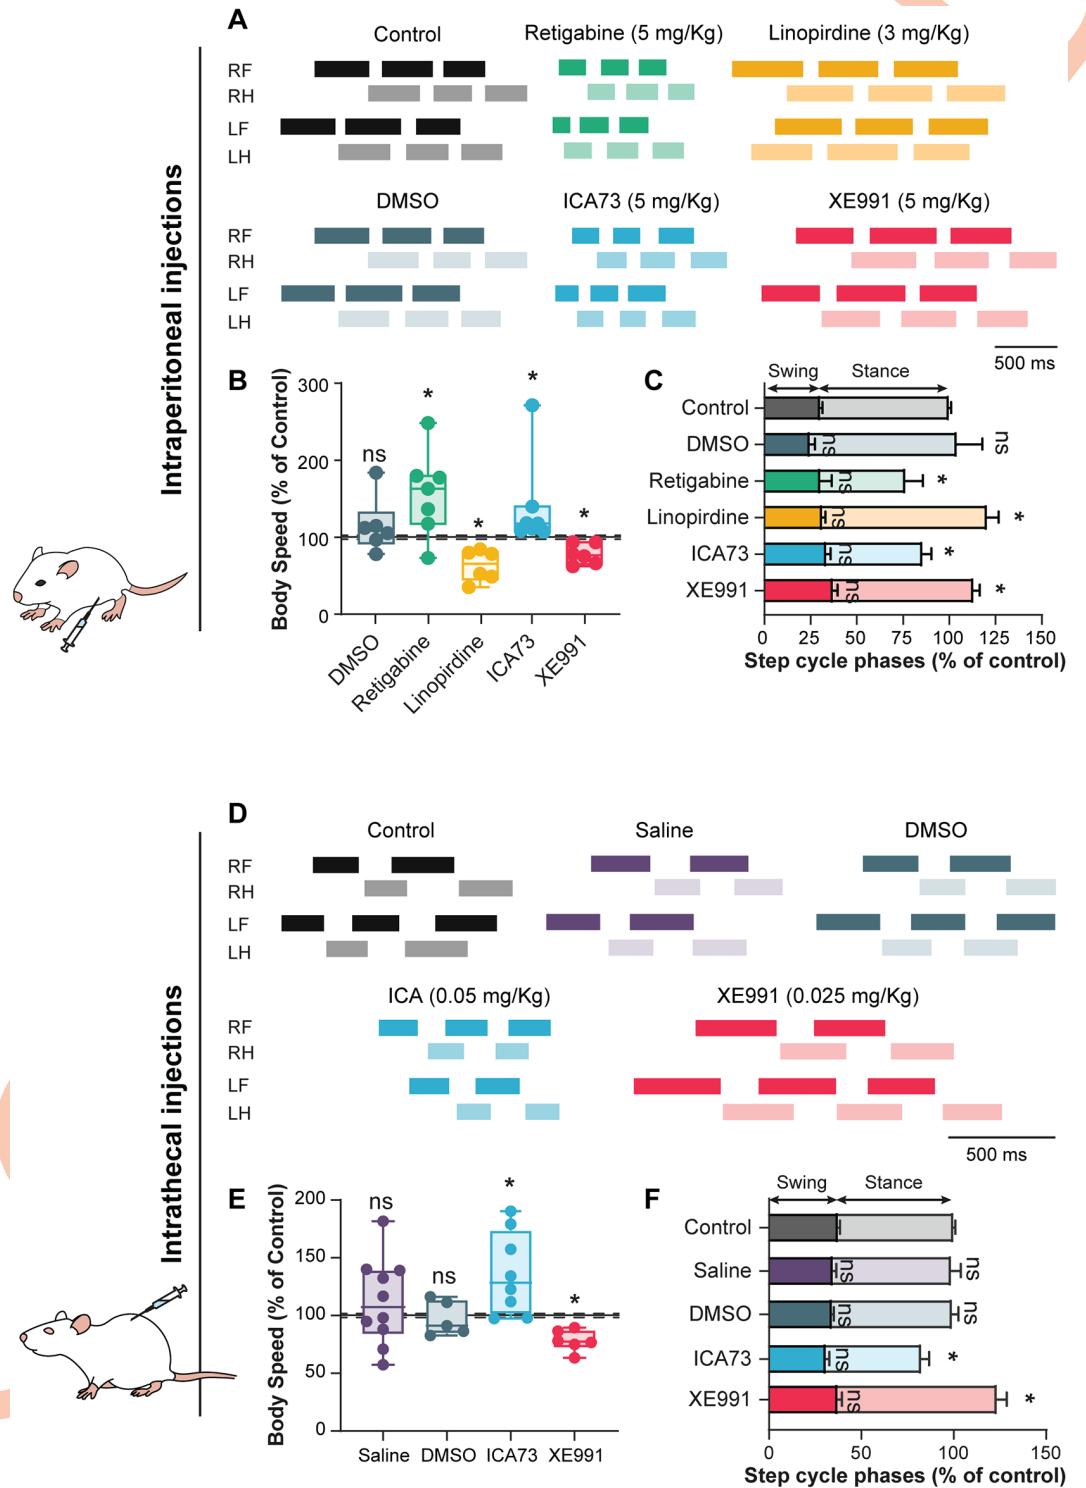 A
Control
Retigabine (5 mg/Kg)
Linopirdine (3 mg/Kg)
RF
RH
LF
LH
DMSO
ICA73 (5 mg/Kg)
XE991 (5 mg/Kg)
RF
RH
LF
LH
500 ms
Intraperitoneal injections
B
Body Speed (% of Control)
300
200
100
0
ns
*
*
*
*
DMSO
Retigabine
Linopirdine
ICA73
XE991
C
Swing
Stance
Control
DMSO
ns
ns
Retigabine
ns
*
Linopirdine
ns
*
ICA73
ns
*
XE991
ns
*
0
25
50
75
100
125
150
Step cycle phases (% of control)
D
Control
Saline
DMSO
RF
RH
LF
LH
ICA (0.05 mg/Kg)
XE991 (0.025 mg/Kg)
RF
RH
LF
LH
500 ms
Intrathecal injections
E
Body Speed (% of Control)
200
150
100
50
0
ns
ns
*
*
Saline
DMSO
ICA73
XE991
F
Swing
Stance
Control
Saline
ns
ns
DMSO
ns
ns
ICA73
ns
*
XE991
ns
*
0
50
100
150
Step cycle phases (% of control)